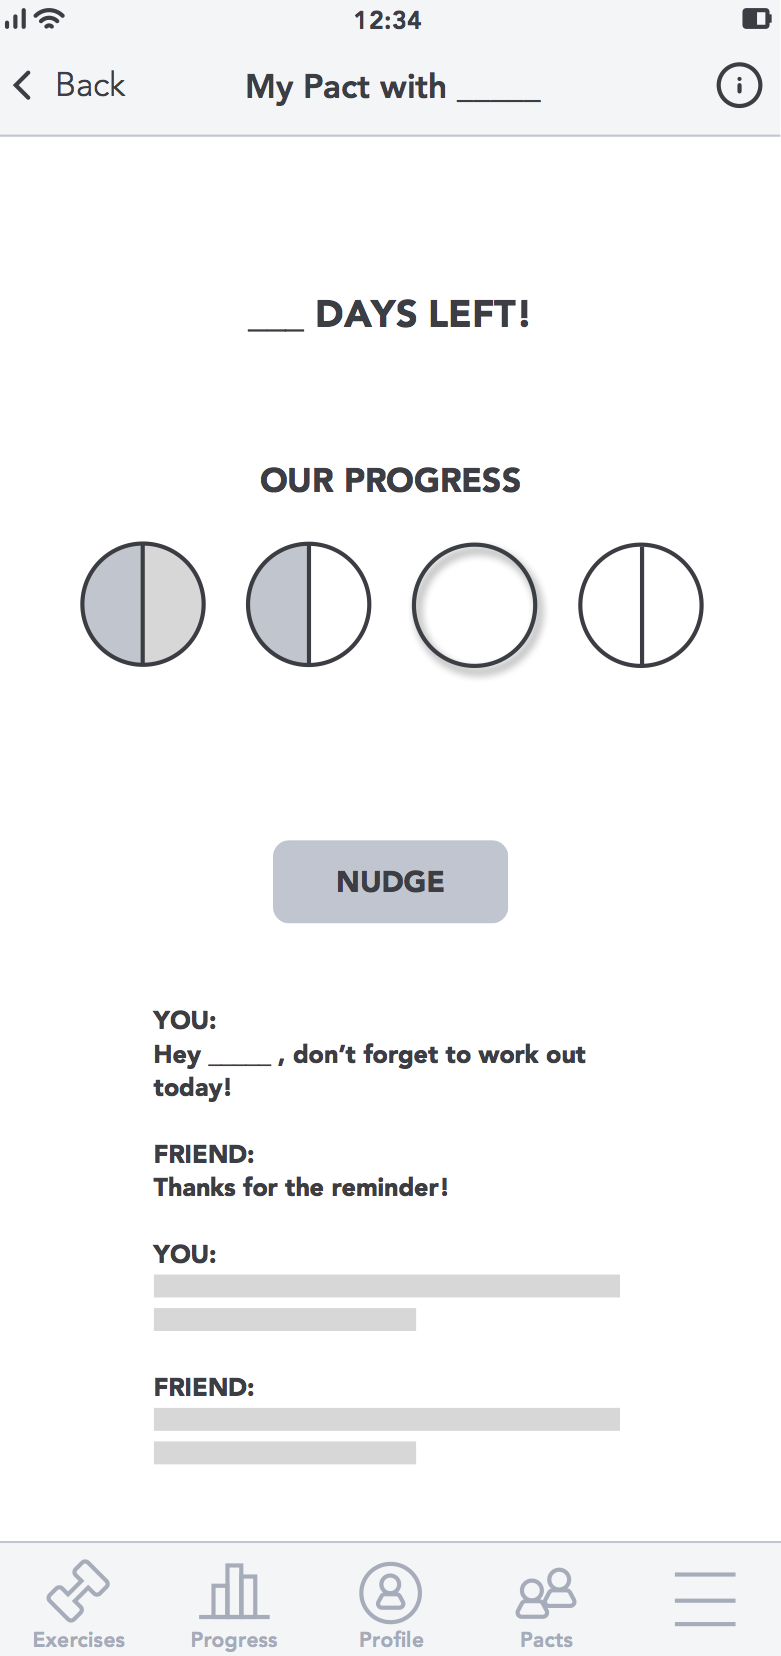 12:34
Back
My Pact with _____
___ DAYS LEFT!
OUR PROGRESS
NUDGE
YOU:
Hey _____ , don’t forget to work out
today!
FRIEND:
Thanks for the reminder!
YOU:
FRIEND:
Exercises
Progress
Profile
Pacts